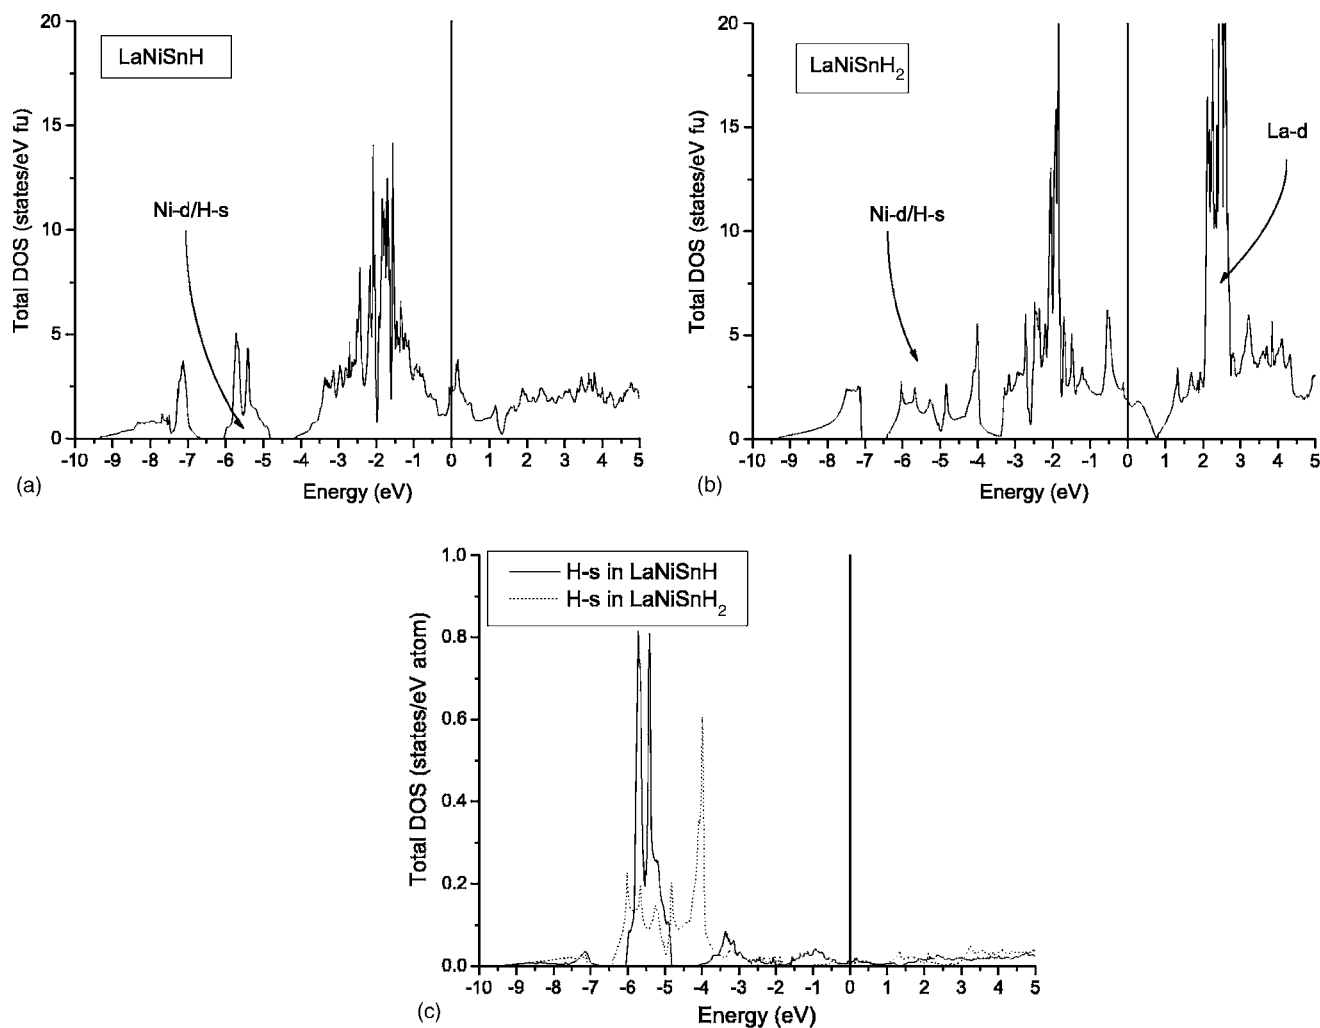 LaNiSnH
Ni-d/H-s
Total DOS (states/eV fu)
20
15
10
5
0
-10 -9 -8 -7 -6 -5 -4 -3 -2 -1 0 1 2 3 4 5
Energy (eV)
(a)
LaNiSnH2
La-d
Ni-d/H-s
Total DOS (states/eV fu)
20
15
10
5
0
-10 -9 -8 -7 -6 -5 -4 -3 -2 -1 0 1 2 3 4 5
Energy (eV)
(b)
H-s in LaNiSnH
H-s in LaNiSnH2
Total DOS (states/eV atom)
1.0
0.8
0.6
0.4
0.2
0.0
-10 -9 -8 -7 -6 -5 -4 -3 -2 -1 0 1 2 3 4 5
Energy (eV)
(c)